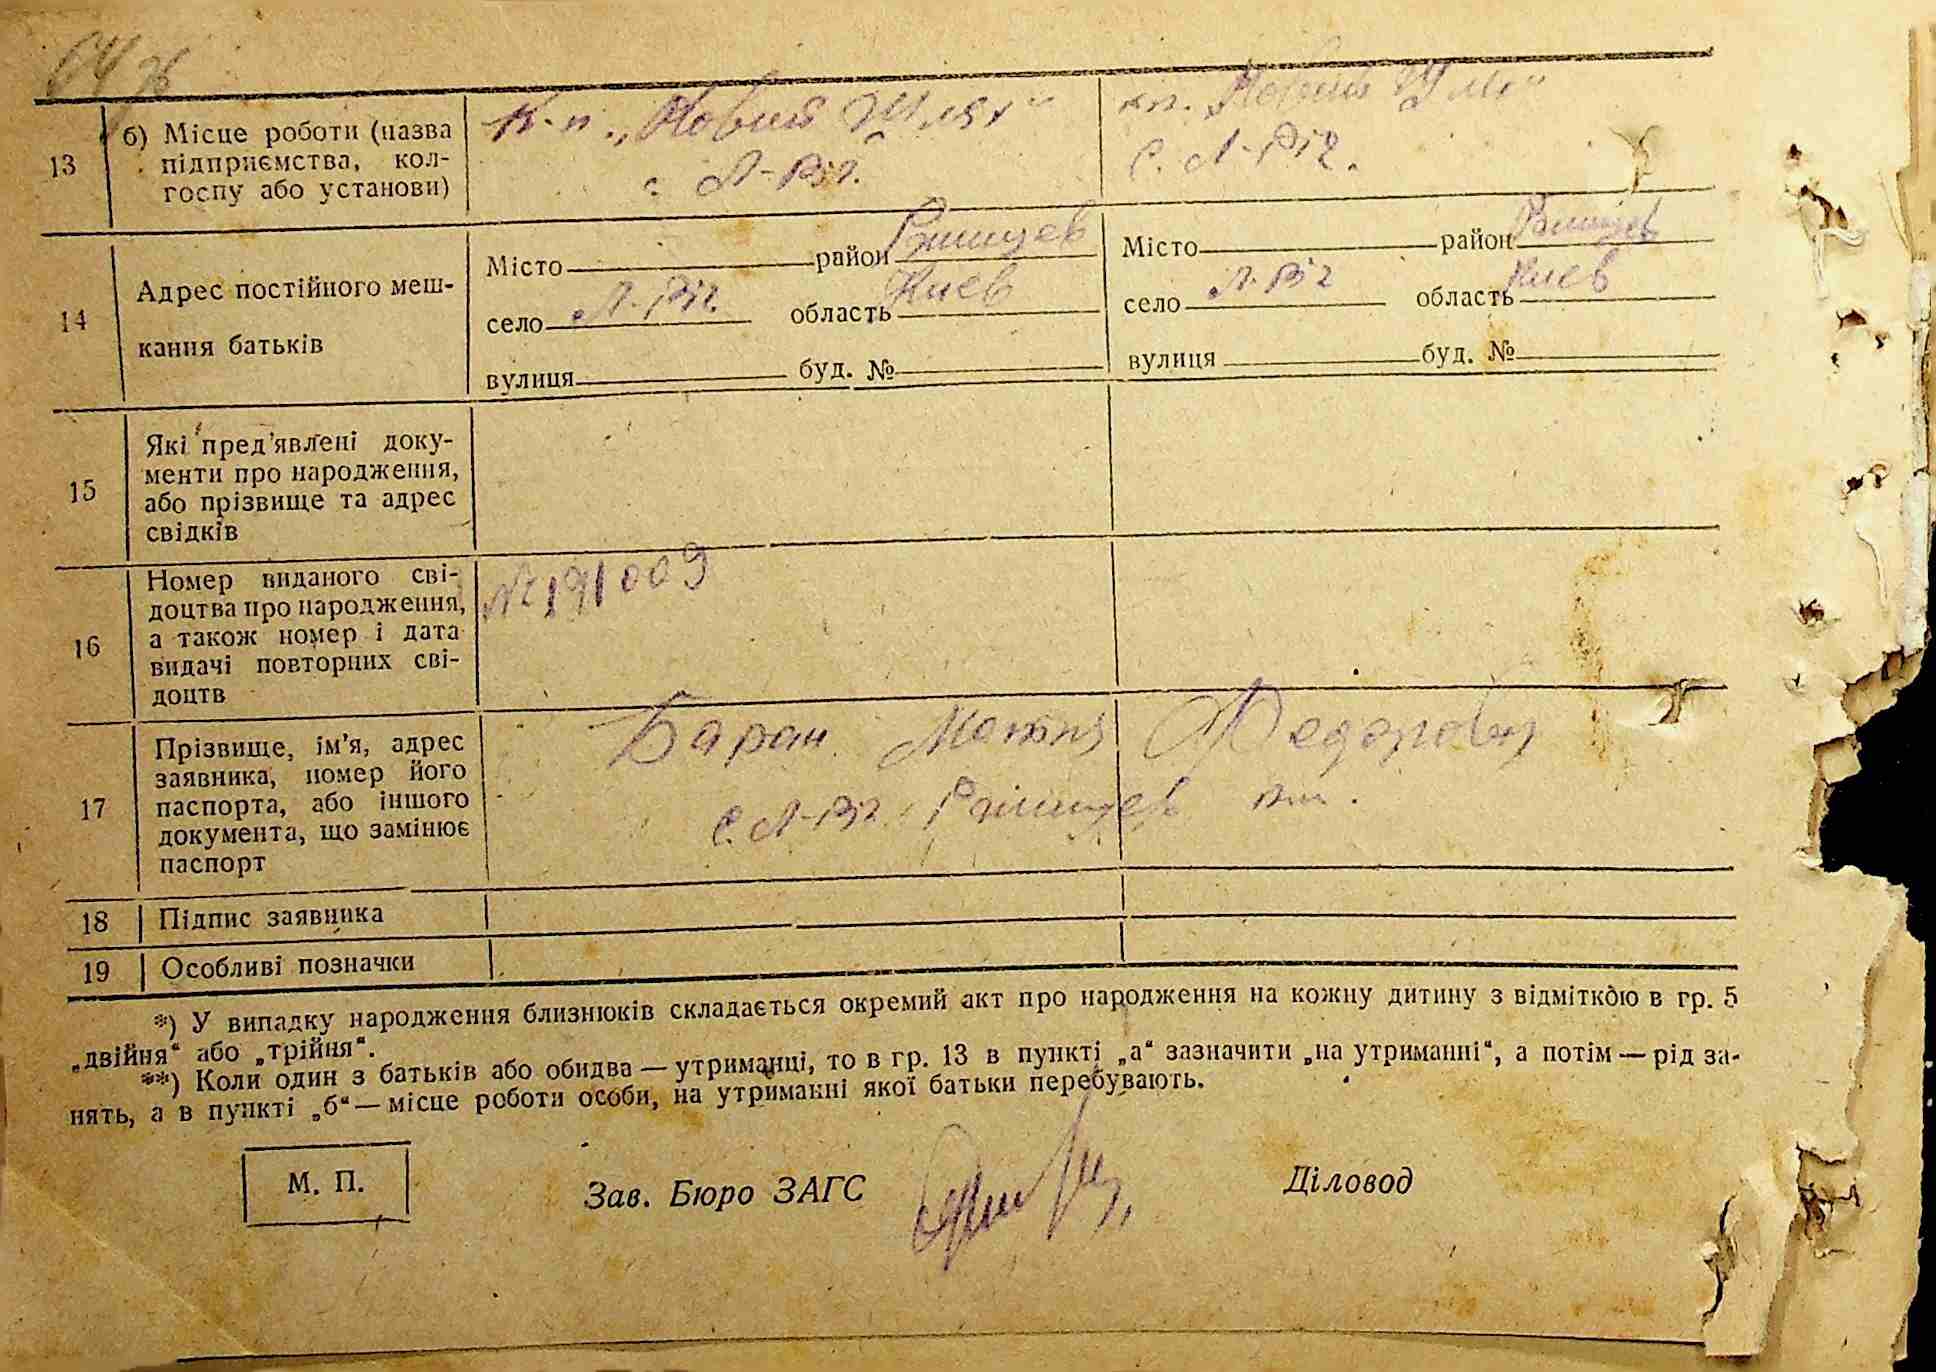 13
б) Місце роботи (назва
підприємства, кол-
госпу або установи)
к-п. „Новий Шлях"
с Л-Річ.
кп. Новий Шлях"
с. Л-Річ.
14
Адрес постійного меш-
кання батьків
Місто район Ржищев
село Л-Річ. область Киев
вулиця буд. №
Місто район Ржищев
село Л-Річ область Киев
вулиця буд. №
15
Які пред'явлені доку-
менти про народження,
або прізвище та адрес
свідків
16
Номер виданого сві-
доцтва про народження,
а також номер і дата
видачі повторних сві-
доцтв
№ 191009
17
Прізвище, ім'я, адрес
заявника, номер його
паспорта, або іншого
документа, що замінює
паспорт
Баран Федоровна
с. Л-Річ. Ржищев
18 Підпис заявника
19 Особливі позначки
*) У випадку народження близнюків складається окремий акт про народження на кожну дитину з відміткою в гр. 5
„двійня“ або „трійня“.
**) Коли один з батьків або обидва — утриманці, то в гр. 13 в пункті „а“ зазначити „на утриманні“, а потім — рід за-
нять, а в пункті „б“ — місце роботи особи, на утриманні якої батьки перебувають.
М. П.
Зав. Бюро ЗАГС
Діловод